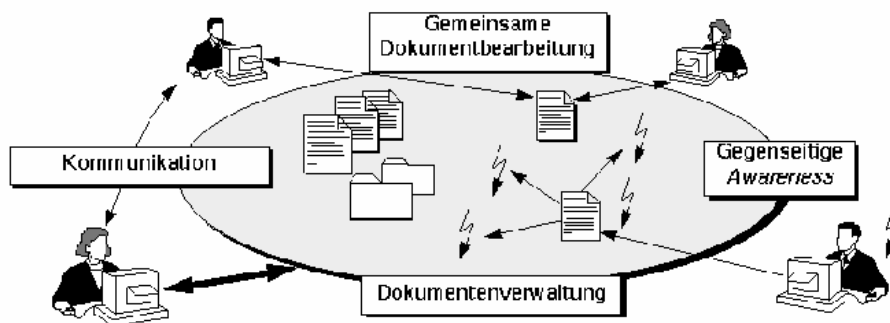 Gemeinsame
Dokumentbearbeitung
Kommunikation
Gegenseitige
Awareness
Dokumentenverwaltung